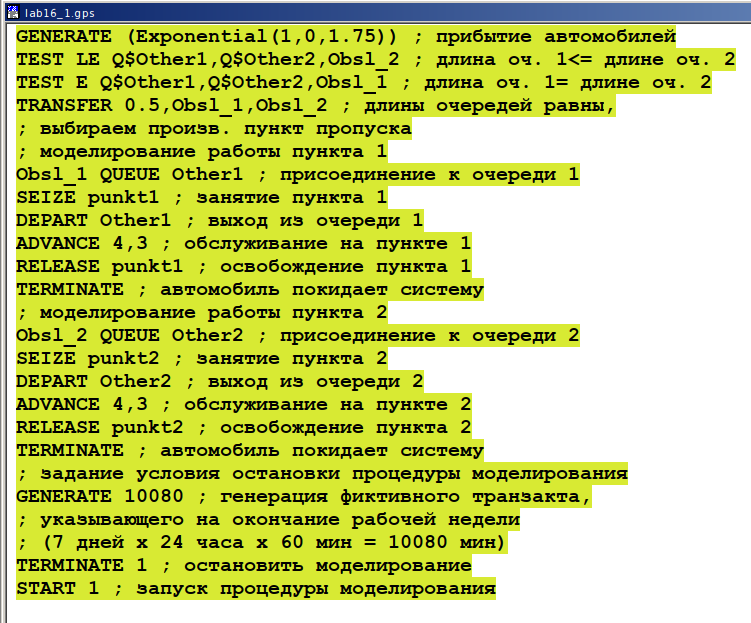 lab16_1.gps
GENERATE (Exponential(1,0,1.75)) ; прибытие автомобилей
TEST LE Q$Other1,Q$Other2,Obsl_2 ; длина оч. 1<= длине оч. 2
TEST E Q$Other1,Q$Other2,Obsl_1 ; длина оч. 1= длине оч. 2
TRANSFER 0.5,Obsl_1,Obsl_2 ; длины очередей равны,
; выбираем произв. пункт пропуска
; моделирование работы пункта 1
Obsl_1 QUEUE Other1 ; присоединение к очереди 1
SEIZE punkt1 ; занятие пункта 1
DEPART Other1 ; выход из очереди 1
ADVANCE 4,3 ; обслуживание на пункте 1
RELEASE punkt1 ; освобождение пункта 1
TERMINATE ; автомобиль покидает систему
; моделирование работы пункта 2
Obsl_2 QUEUE Other2 ; присоединение к очереди 2
SEIZE punkt2 ; занятие пункта 2
DEPART Other2 ; выход из очереди 2
ADVANCE 4,3 ; обслуживание на пункте 2
RELEASE punkt2 ; освобождение пункта 2
TERMINATE ; автомобиль покидает систему
; задание условия остановки процедуры моделирования
GENERATE 10080 ; генерация фиктивного транзакта,
; указывающего на окончание рабочей недели
; (7 дней х 24 часа х 60 мин = 10080 мин)
TERMINATE 1 ; остановить моделирование
START 1 ; запуск процедуры моделирования